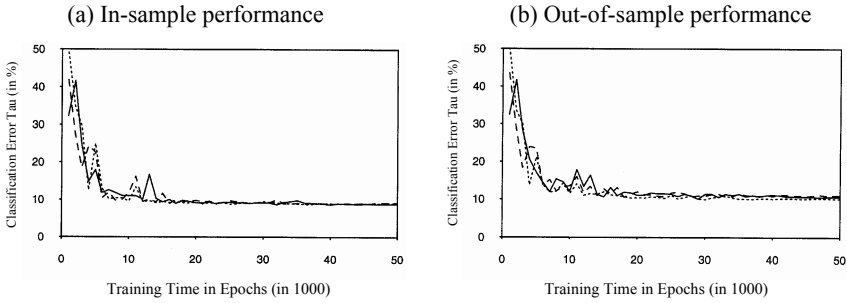 (a) In-sample performance
(b) Out-of-sample performance
Classification Error Tau (in %)
50
40
30
20
10
0
0 10 20 30 40 50
Training Time in Epochs (in 1000)
Classification Error Tau (in %)
50
40
30
20
10
0
0 10 20 30 40 50
Training Time in Epochs (in 1000)